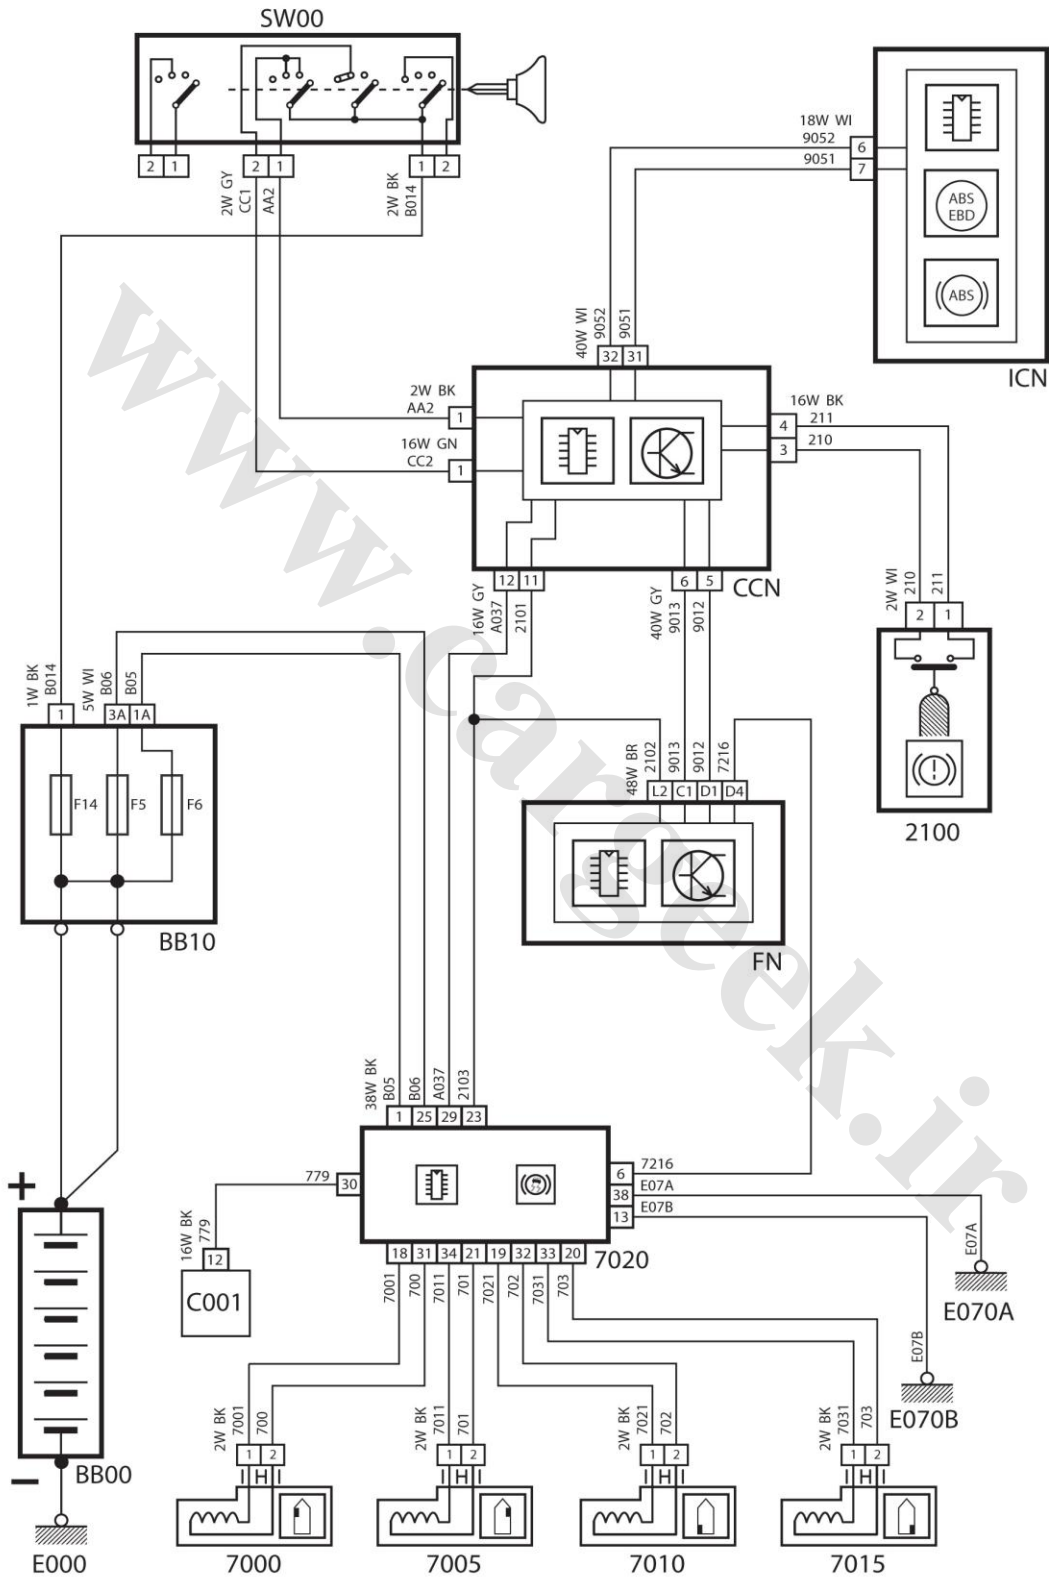 SW00
2 1
2 1
1 2
2W GY
CC1
AA2
2W BK
B014
18W WI
9052
9051
6
7
ABS
EBD
ABS
ICN
40W WI
9052
9051
32 31
2W BK
AA2
1
16W GN
CC2
1
16W BK
211
210
4
3
12 11
6 5
CCN
16W GY
A037
2101
40W GY
9013
9012
2W WI
210
211
2 1
2100
1W BK
B014
5W WI
B06
B05
1 3A 1A
F14 F5 F6
BB10
48W BR
2102
9013
9012
7216
L2 C1 D1 D4
FN
38W BK
B05
B06
A037
2103
1 25 29 23
779
30
6
38
13
7216
E07A
E07B
16W BK
779
12
C001
18 31 34 21 19 32 33 20
7020
7001
700
7011
701
7021
702
7031
703
E07A
E070A
E07B
E070B
+
−
BB00
E000
2W BK
7001
700
1 2
H
7000
2W BK
7011
701
1 2
H
7005
2W BK
7021
702
1 2
H
7010
2W BK
7031
703
1 2
H
7015
www.cargeek.ir